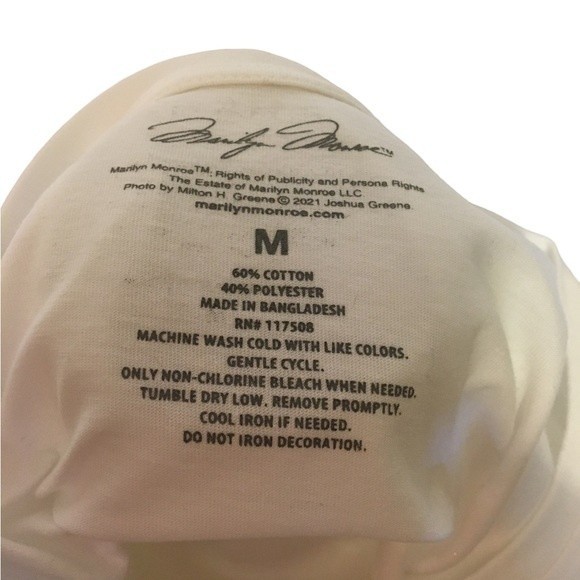 Marilyn Monroe™
Marilyn Monroe™; Rights of Publicity and Persona Rights
The Estate of Marilyn Monroe LLC
photo by Milton H. Greene © 2021 Joshua Greene.
marilynmonroe.com
M
60% COTTON
40% POLYESTER
MADE IN BANGLADESH
RN# 117508
MACHINE WASH COLD WITH LIKE COLORS.
GENTLE CYCLE.
ONLY NON-CHLORINE BLEACH WHEN NEEDED.
TUMBLE DRY LOW. REMOVE PROMPTLY.
COOL IRON IF NEEDED.
DO NOT IRON DECORATION.